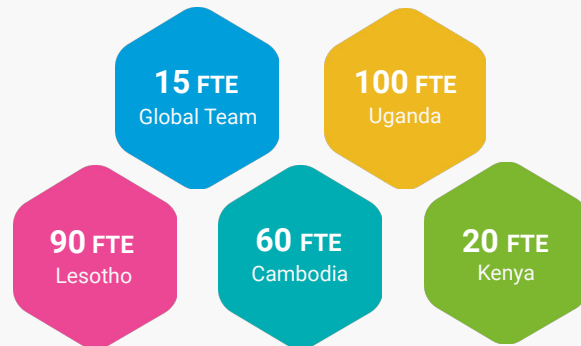 15 FTE
Global Team
100 FTE
Uganda
90 FTE
Lesotho
60 FTE
Cambodia
20 FTE
Kenya